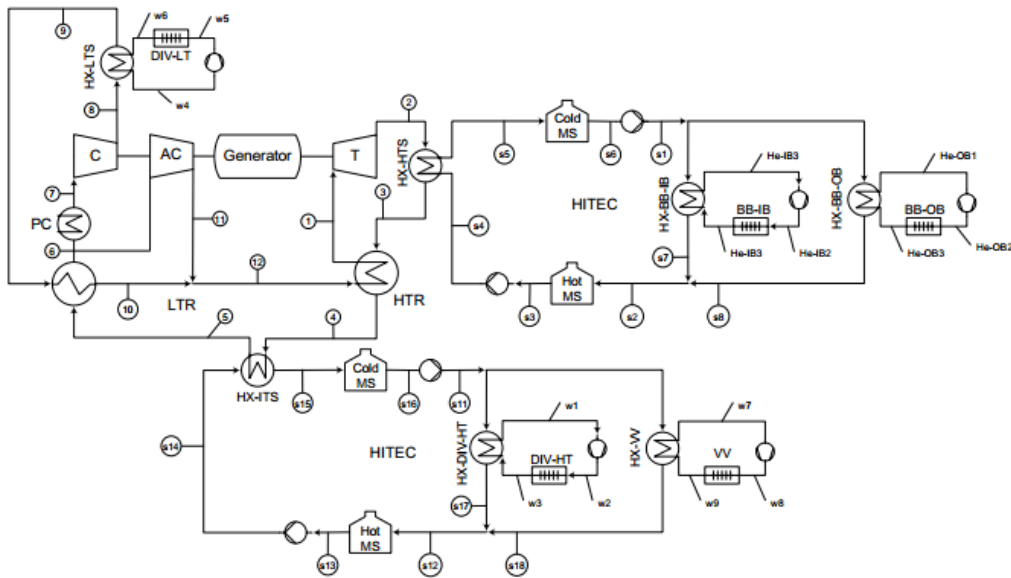 9
w6
w5
DIV-LT
HX-LTS
w4
8
2
C
AC
Generator
T
HX-HTS
s5
Cold
MS
s6
s1
7
PC
6
11
1
3
s4
HITEC
HX-BB-IB
He-IB3
BB-IB
He-IB3
He-IB2
HX-BB-OB
He-OB1
BB-OB
He-OB3
He-OB2
s7
10
LTR
12
HTR
s3
Hot
MS
s2
s8
5
4
HX-ITS
s15
Cold
MS
s16
s11
s14
HITEC
HX-DIV-HT
w1
DIV-HT
w3
w2
HX-VV
w7
VV
w9
w8
s17
s13
Hot
MS
s12
s18